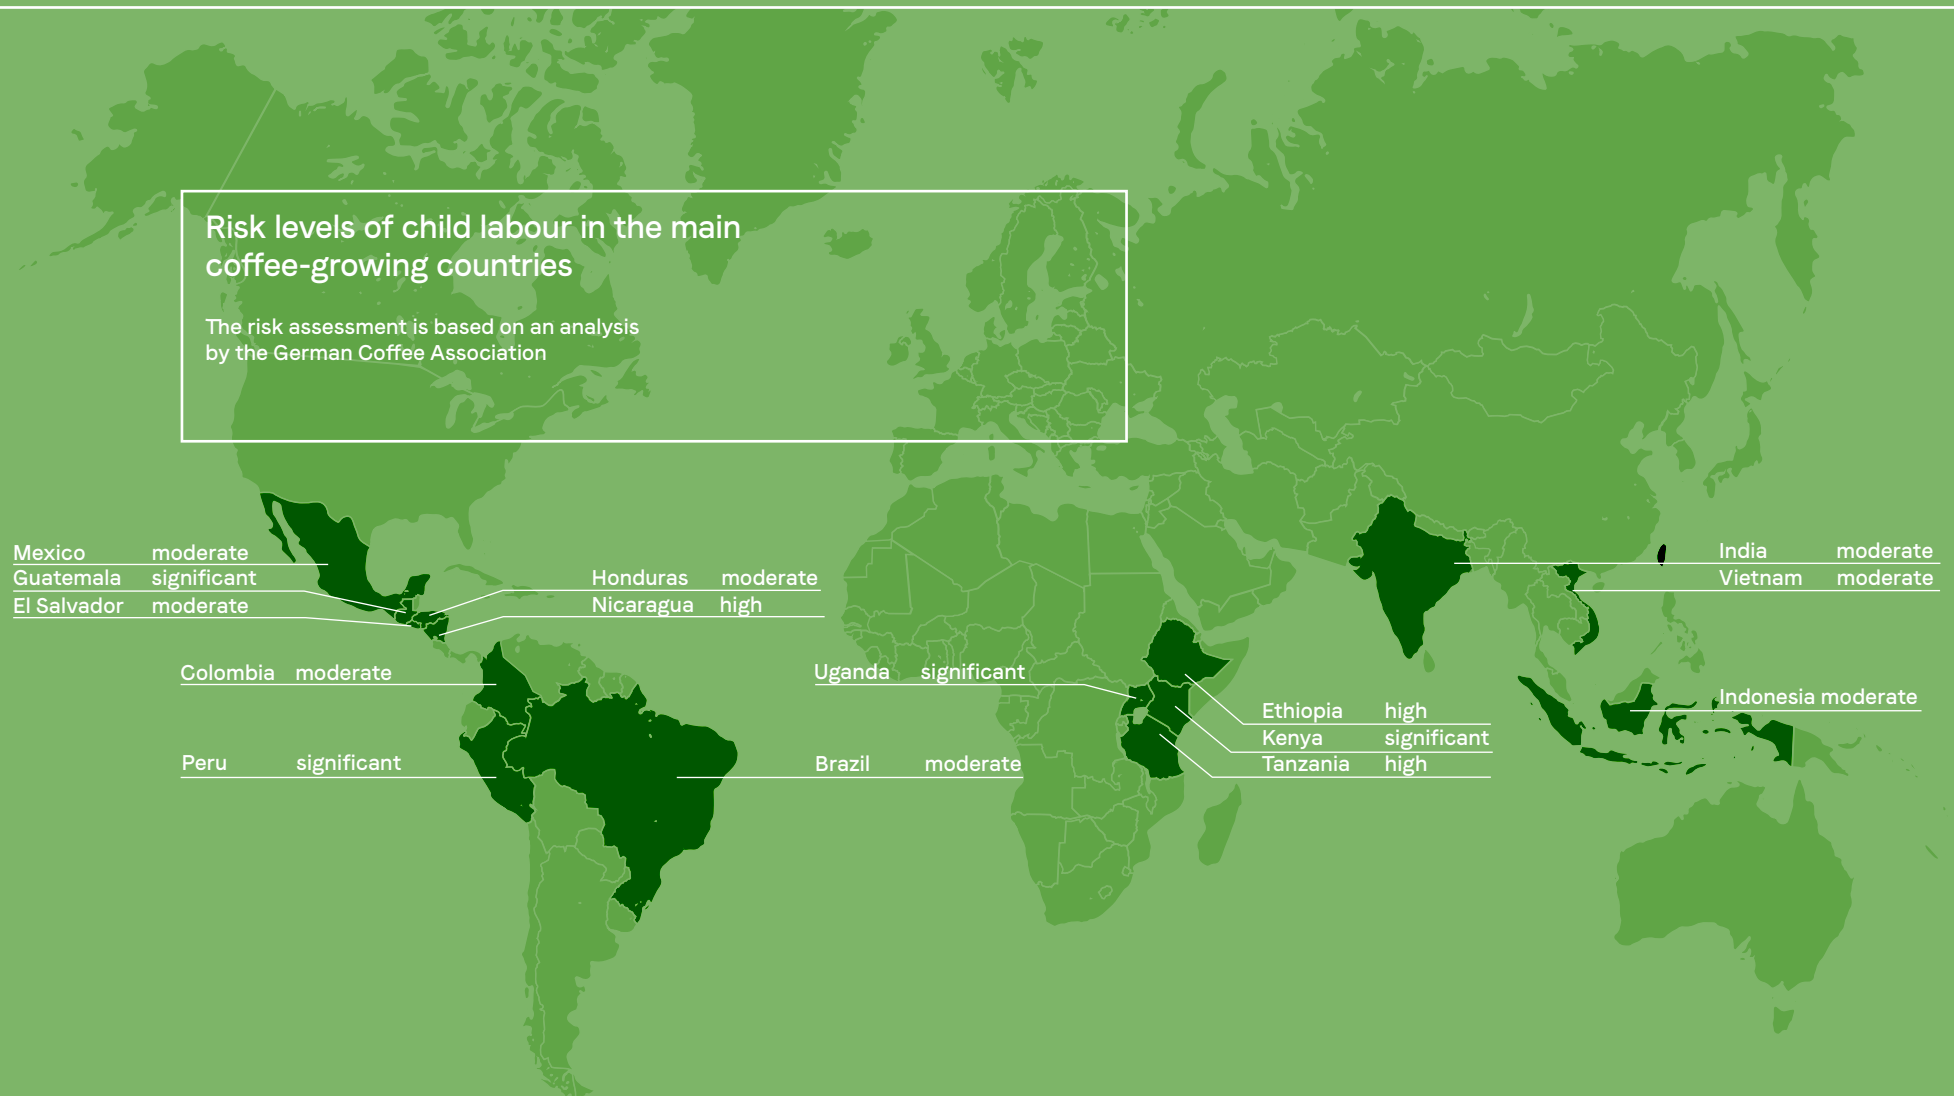 Risk levels of child labour in the main
coffee-growing countries
The risk assessment is based on an analysis
by the German Coffee Association
Mexico moderate
Guatemala significant
El Salvador moderate
Honduras moderate
Nicaragua high
Colombia moderate
Peru significant
Brazil moderate
Uganda significant
Ethiopia high
Kenya significant
Tanzania high
India moderate
Vietnam moderate
Indonesia moderate